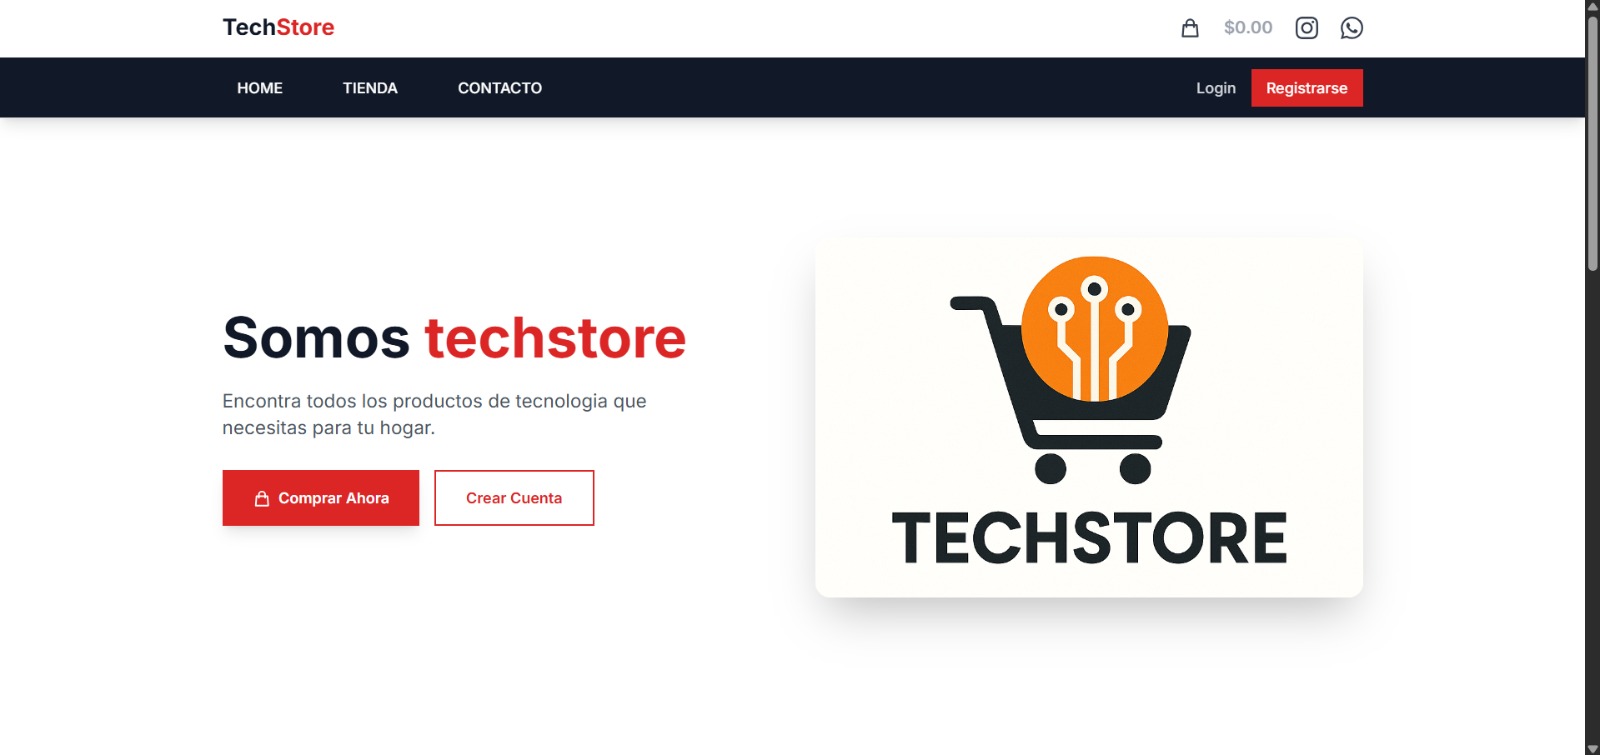 TechStore
$0.00
HOME
TIENDA
CONTACTO
Login
Registrarse
Somos techstore
Encontra todos los productos de tecnologia que
necesitas para tu hogar.
Comprar Ahora
Crear Cuenta
TECHSTORE